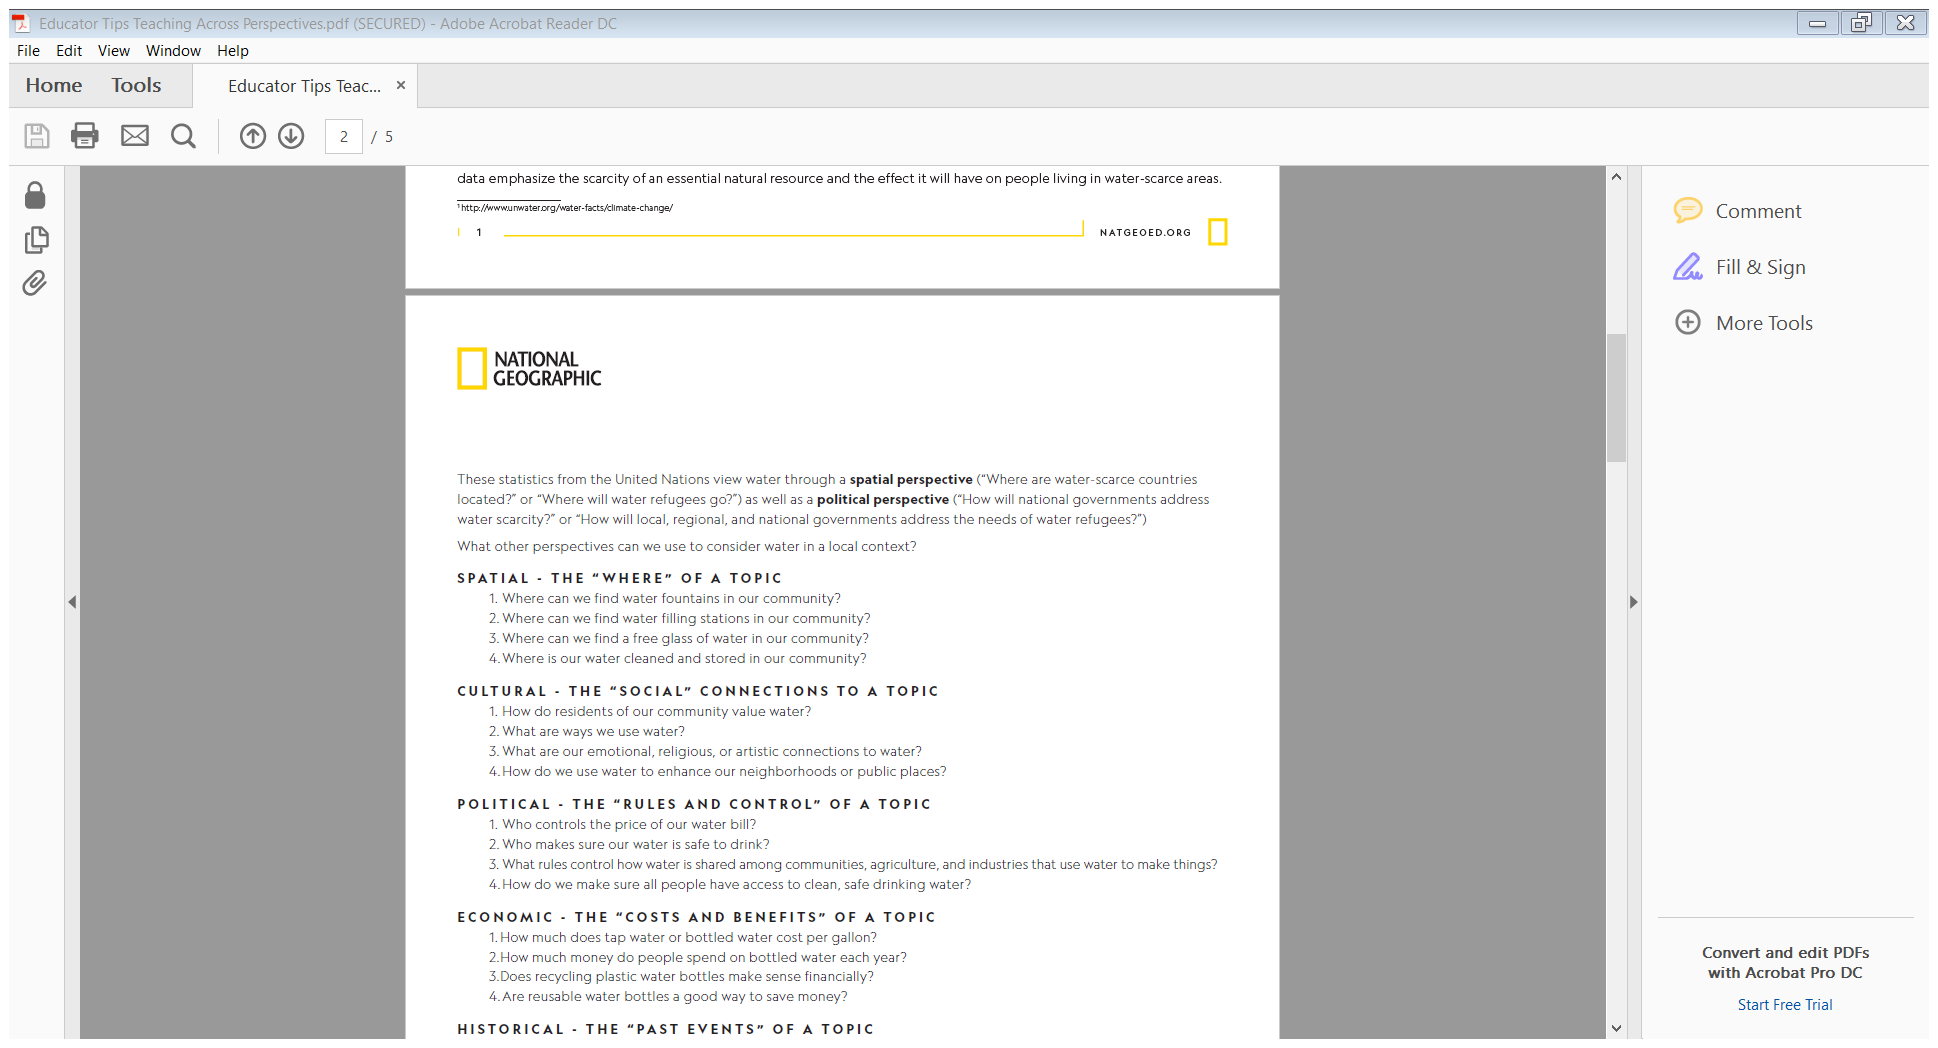 Educator Tips Teaching Across Perspectives.pdf (SECURED) - Adobe Acrobat Reader DC
File Edit View Window Help
Home Tools Educator Tips Teac... ×
2 / 5
data emphasize the scarcity of an essential natural resource and the effect it will have on people living in water-scarce areas.
¹ http://www.unwater.org/water-facts/climate-change/
1 NATGEOED.ORG
NATIONAL
GEOGRAPHIC
These statistics from the United Nations view water through a spatial perspective (“Where are water-scarce countries
located?” or “Where will water refugees go?”) as well as a political perspective (“How will national governments address
water scarcity?” or “How will local, regional, and national governments address the needs of water refugees?”)
What other perspectives can we use to consider water in a local context?
SPATIAL - THE “WHERE” OF A TOPIC
1. Where can we find water fountains in our community?
2. Where can we find water filling stations in our community?
3. Where can we find a free glass of water in our community?
4. Where is our water cleaned and stored in our community?
CULTURAL - THE “SOCIAL” CONNECTIONS TO A TOPIC
1. How do residents of our community value water?
2. What are ways we use water?
3. What are our emotional, religious, or artistic connections to water?
4. How do we use water to enhance our neighborhoods or public places?
POLITICAL - THE “RULES AND CONTROL” OF A TOPIC
1. Who controls the price of our water bill?
2. Who makes sure our water is safe to drink?
3. What rules control how water is shared among communities, agriculture, and industries that use water to make things?
4. How do we make sure all people have access to clean, safe drinking water?
ECONOMIC - THE “COSTS AND BENEFITS” OF A TOPIC
1. How much does tap water or bottled water cost per gallon?
2.How much money do people spend on bottled water each year?
3.Does recycling plastic water bottles make sense financially?
4. Are reusable water bottles a good way to save money?
HISTORICAL - THE “PAST EVENTS” OF A TOPIC
Comment
Fill & Sign
More Tools
Convert and edit PDFs
with Acrobat Pro DC
Start Free Trial